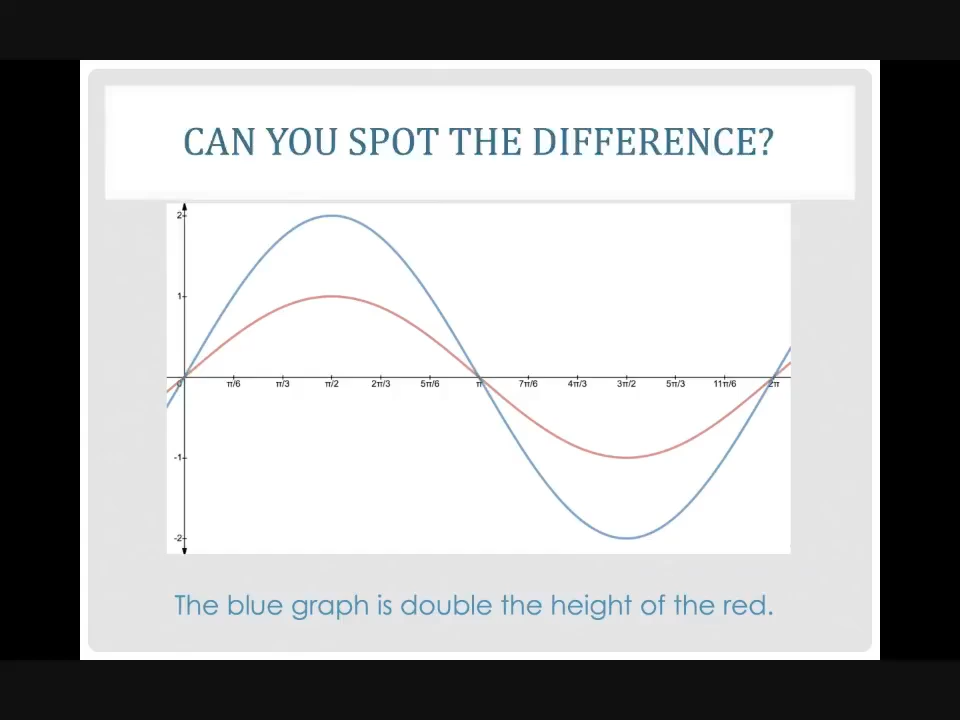 CAN YOU SPOT THE DIFFERENCE?
2
1
0 π/6 π/3 π/2 2π/3 5π/6 π 7π/6 4π/3 3π/2 5π/3 11π/6 2π
-1
-2
The blue graph is double the height of the red.